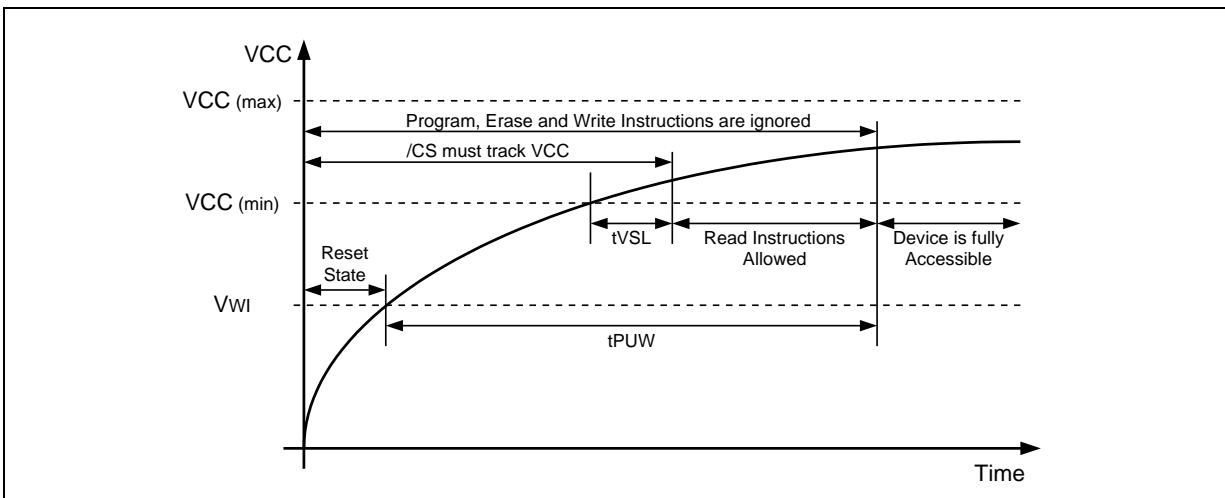 VCC
VCC (max)
Program, Erase and Write Instructions are ignored
/CS must track VCC
VCC (min)
tVSL
Read Instructions
Allowed
Device is fully
Accessible
Reset
State
VWI
tPUW
Time